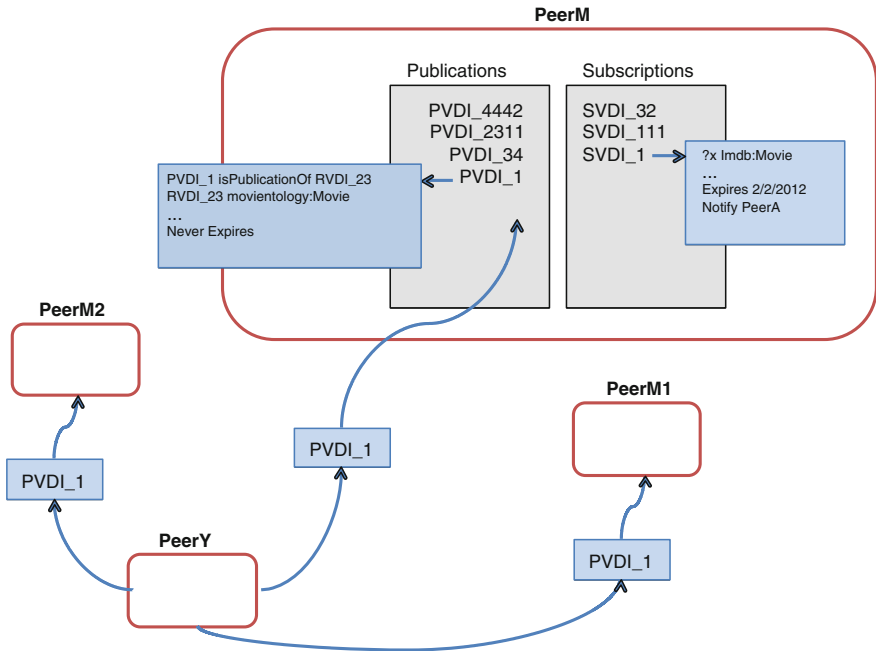 PeerM
Publications
PVDI_4442
PVDI_2311
PVDI_34
PVDI_1
Subscriptions
SVDI_32
SVDI_111
SVDI_1
PVDI_1 isPublicationOf RVDI_23
RVDI_23 movientology:Movie
...
Never Expires
?x Imdb:Movie
...
Expires 2/2/2012
Notify PeerA
PeerM2
PeerM1
PVDI_1
PVDI_1
PeerY
PVDI_1